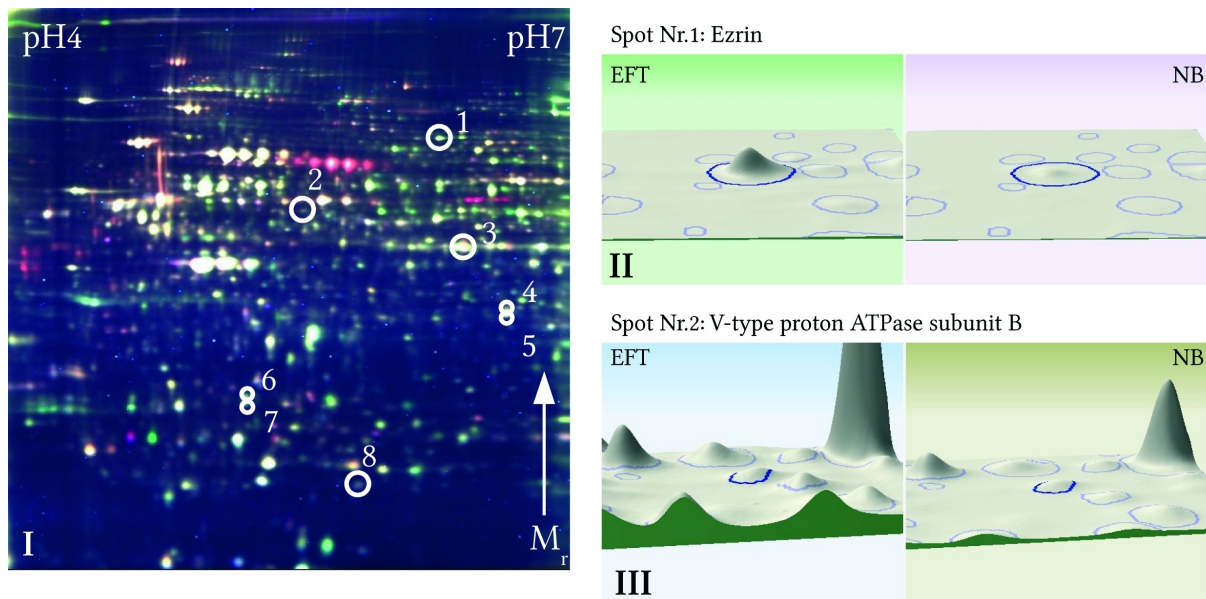 pH4
pH7
1
2
3
4
5
6
7
8
I
M
r
Spot Nr.1: Ezrin
EFT
NB
II
Spot Nr.2: V-type proton ATPase subunit B
EFT
NB
III